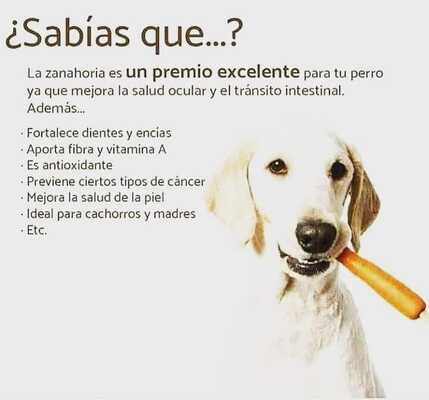 ¿Sabías que...?
La zanahoria es un premio excelente para tu perro
ya que mejora la salud ocular y el tránsito intestinal.
Además...
· Fortalece dientes y encías
· Aporta fibra y vitamina A
· Es antioxidante
· Previene ciertos tipos de cáncer
· Mejora la salud de la piel
· Ideal para cachorros y madres
· Etc.